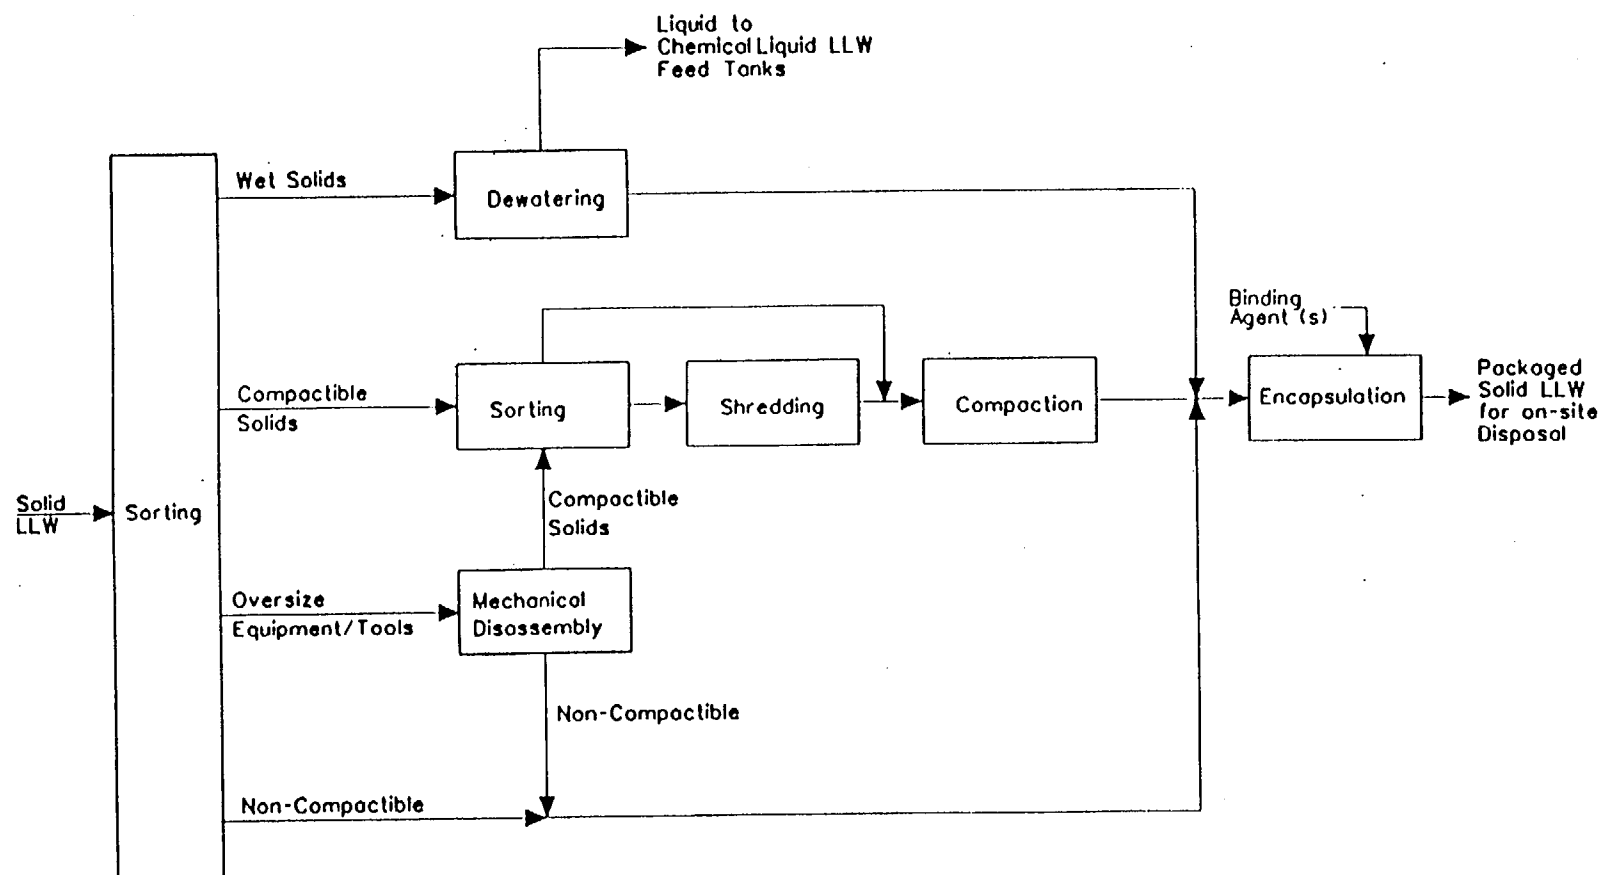 Liquid to
Chemical Liquid LLW
Feed Tanks
Wet Solids
Dewatering
Binding
Agent (s)
Compactible
Solids
Sorting
Shredding
Compaction
Encapsulation
Packaged
Solid LLW
for on-site
Disposal
Solid
LLW
Sorting
Compactible
Solids
Oversize
Equipment/Tools
Mechanical
Disassembly
Non-Compactible
Non-Compactible